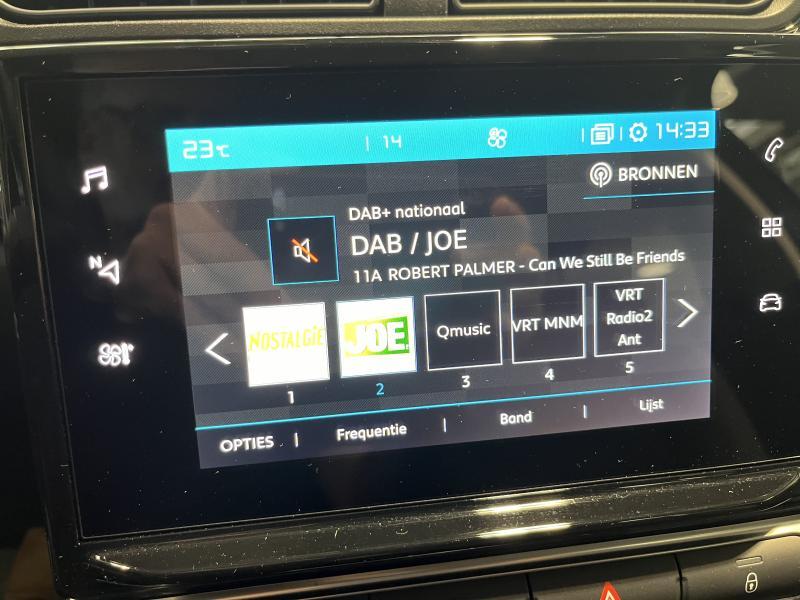 23°C | 14 | | 14:33
BRONNEN
DAB+ nationaal
DAB / JOE
11A ROBERT PALMER - Can We Still Be Friends
N
NOSTALGIE
JOE
Qmusic
VRT MNM
VRT
Radio2
Ant
1 2 3 4 5
OPTIES | Frequentie | Band | Lijst